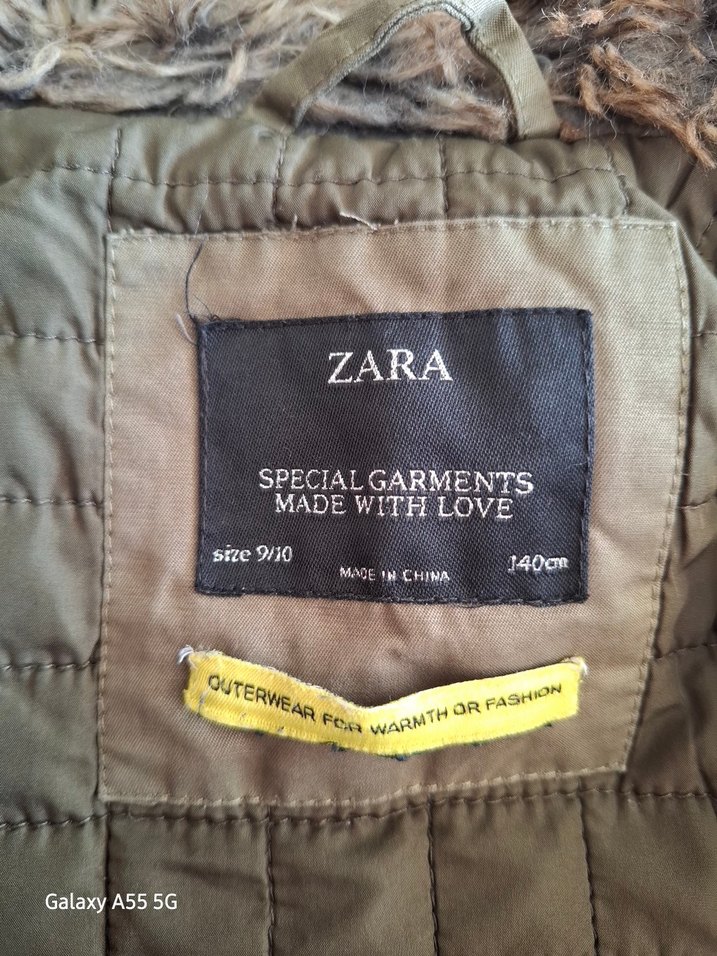 ZARA
SPECIAL GARMENTS
MADE WITH LOVE
size 9/10
140cm
MADE IN CHINA
OUTERWEAR FOR WARMTH OR FASHION
Galaxy A55 5G